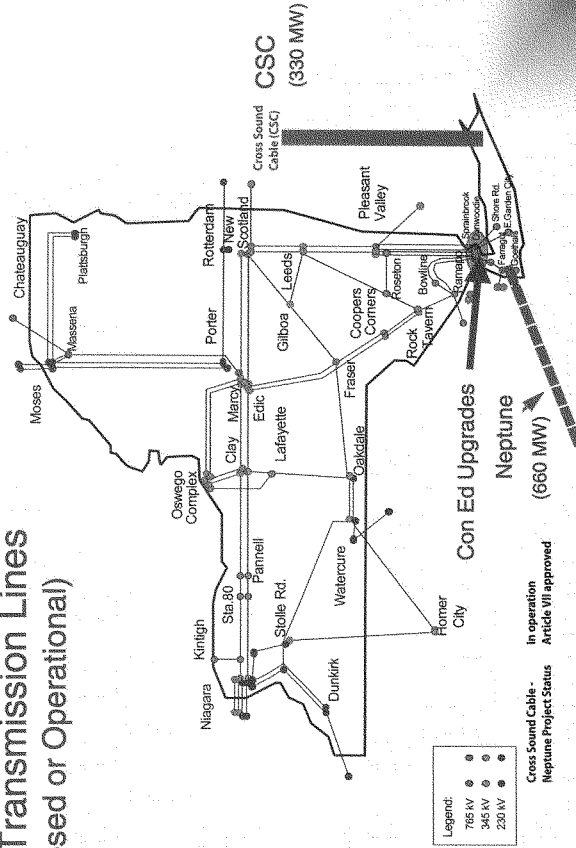 Transmission Lines
sed or Operational)
Chateauguay
Moses
Massena
Plattsburgh
CSC
(330 MW)
Cross Sound
Cable (CSC)
Rotterdam
New
Scotland
Porter
Oswego
Complex
Clay
Marcy
Edic
Lafayette
Kintigh
Niagara
Sta.80
Pannell
Stolle Rd.
Leeds
Gilboa
Pleasant
Valley
Fraser
Coopers
Corners
Roseton
Rock
Tavern
Bowline
Ramapo
Sprainbrook
Shore Rd.
E.Garden City
Oakdale
Watercure
Dunkirk
Homer
City
Con Ed Upgrades
Neptune
(660 MW)
Legend:
765 kV
345 kV
230 kV
Cross Sound Cable - In operation
Neptune Project Status Article VII approved